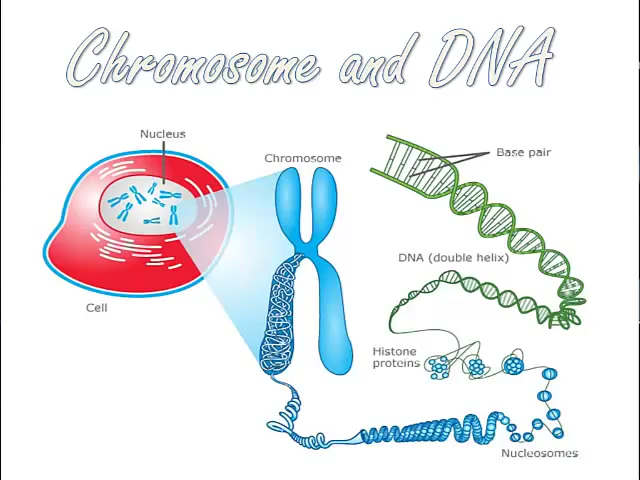 Chromosome and DNA
Nucleus
Chromosome
Base pair
DNA (double helix)
Cell
Histone
proteins
Nucleosomes